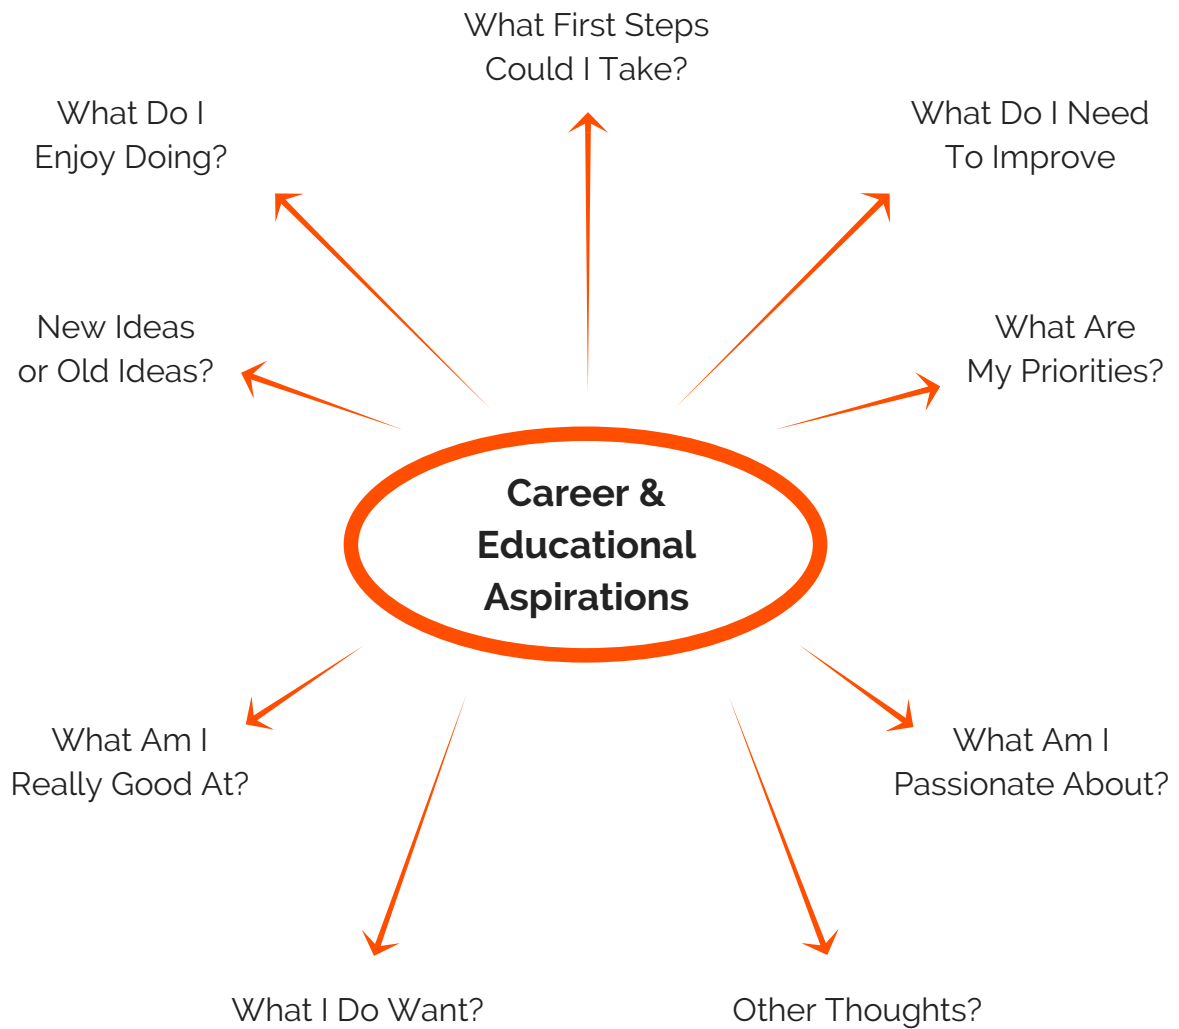 What First Steps
Could I Take?
What Do I
Enjoy Doing?
What Do I Need
To Improve
New Ideas
or Old Ideas?
What Are
My Priorities?
Career &
Educational
Aspirations
What Am I
Really Good At?
What Am I
Passionate About?
What I Do Want?
Other Thoughts?